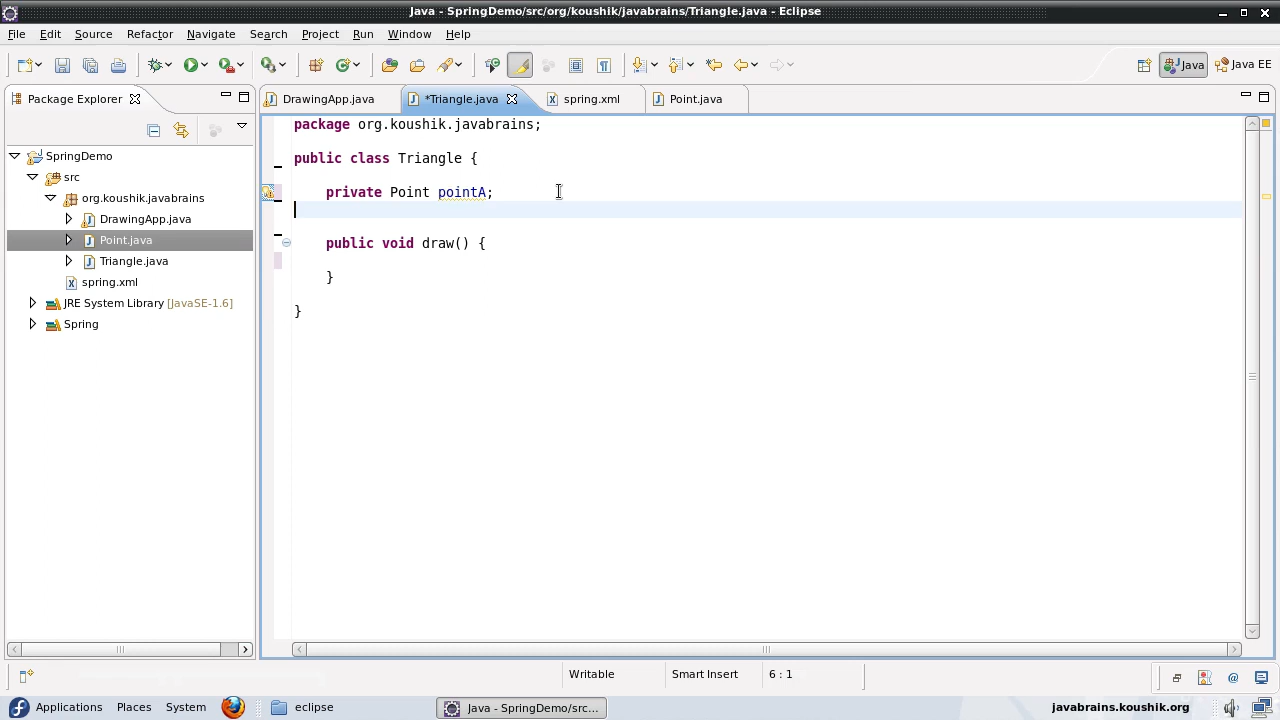 Java - SpringDemo/src/org/koushik/javabrains/Triangle.java - Eclipse
File Edit Source Refactor Navigate Search Project Run Window Help
Java Java EE
Package Explorer
DrawingApp.java *Triangle.java spring.xml Point.java
SpringDemo
src
org.koushik.javabrains
DrawingApp.java
Point.java
Triangle.java
spring.xml
JRE System Library [JavaSE-1.6]
Spring
package org.koushik.javabrains;
public class Triangle {
private Point pointA;
public void draw() {
}
}
Writable Smart Insert 6 : 1
Applications Places System eclipse Java - SpringDemo/src... javabrains.koushik.org